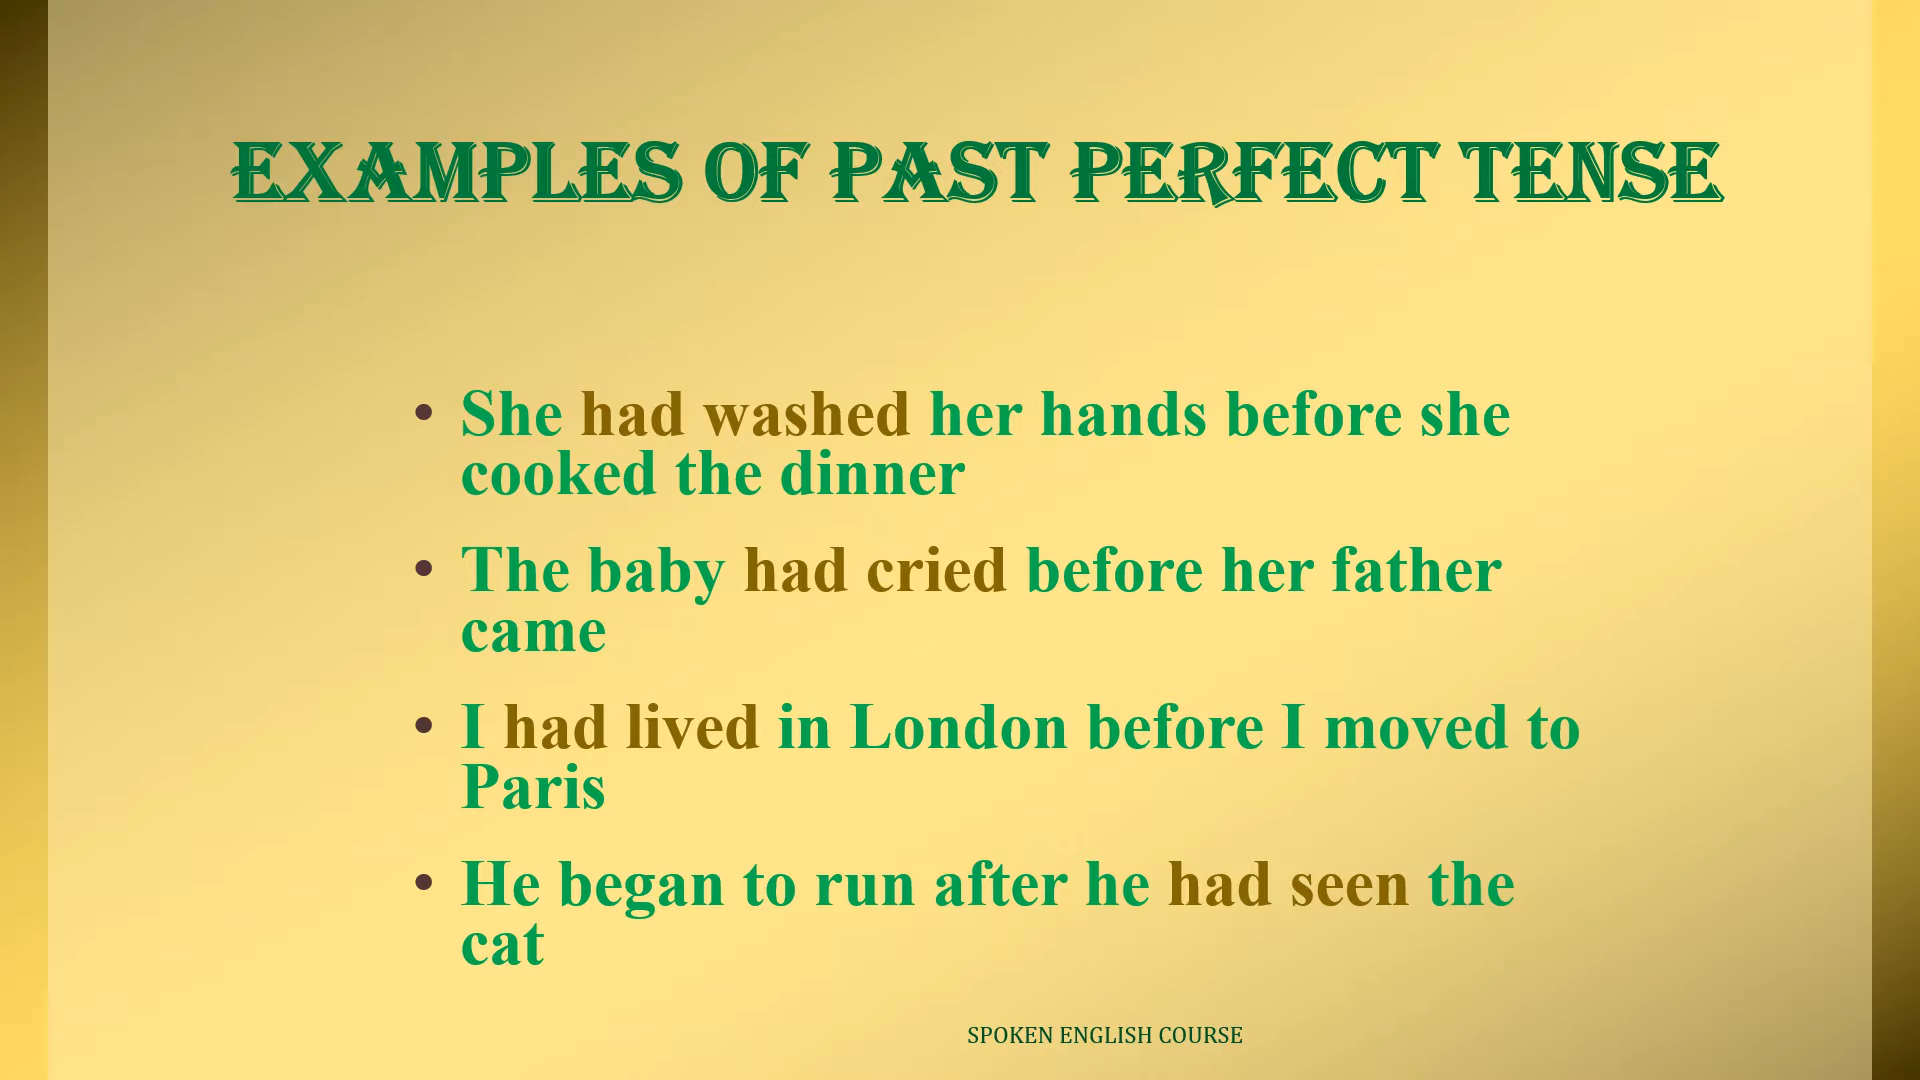 EXAMPLES OF PAST PERFECT TENSE
• She had washed her hands before she
cooked the dinner
• The baby had cried before her father
came
• I had lived in London before I moved to
Paris
• He began to run after he had seen the
cat
SPOKEN ENGLISH COURSE